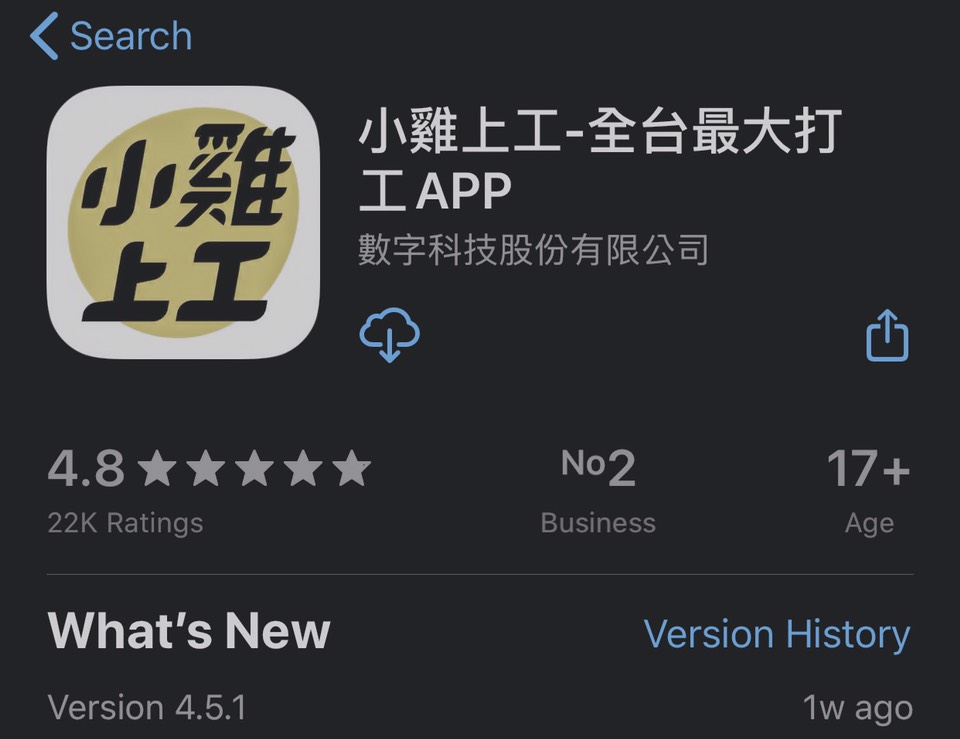 Search
小雞
上工
小雞上工-全台最大打
工APP
數字科技股份有限公司
4.8
No2
17+
22K Ratings
Business
Age
What's New
Version History
Version 4.5.1
1w ago